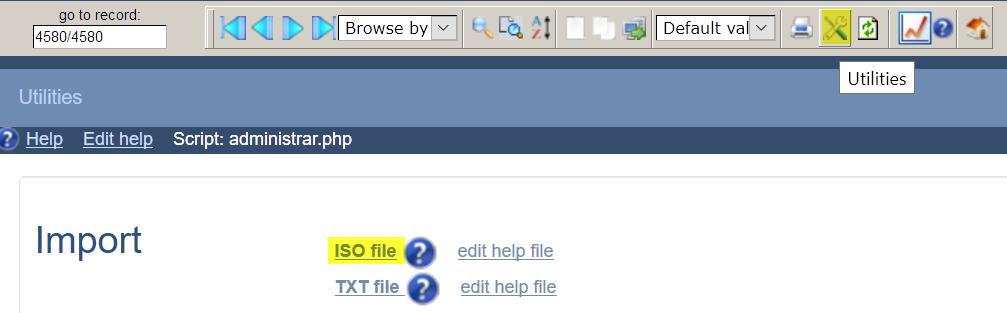 go to record:
4580/4580 Browse by Default val
Utilities
Utilities
Help Edit help Script: administrar.php
Import
ISO file edit help file
TXT file edit help file